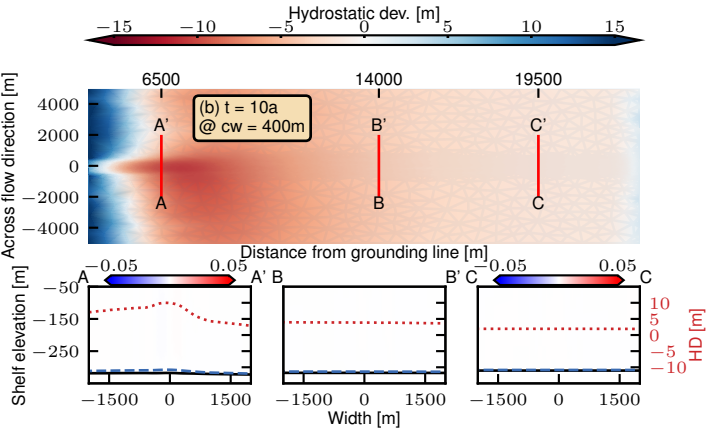 Hydrostatic dev. [m]
−15 −10 −5 0 5 10 15
6500 14000 19500
Across flow direction [m]
4000
2000
0
−2000
−4000
(b) t = 10a
@ cw = 400m
A' B' C'
A B C
Distance from grounding line [m]
−0.05 0.05 −0.05 0.05
A A' B B' C C
Shelf elevation [m]
−50
−150
−250
10
5
0
−5
−10
HD [m]
−1500 0 1500 −1500 0 1500 −1500 0 1500
Width [m]